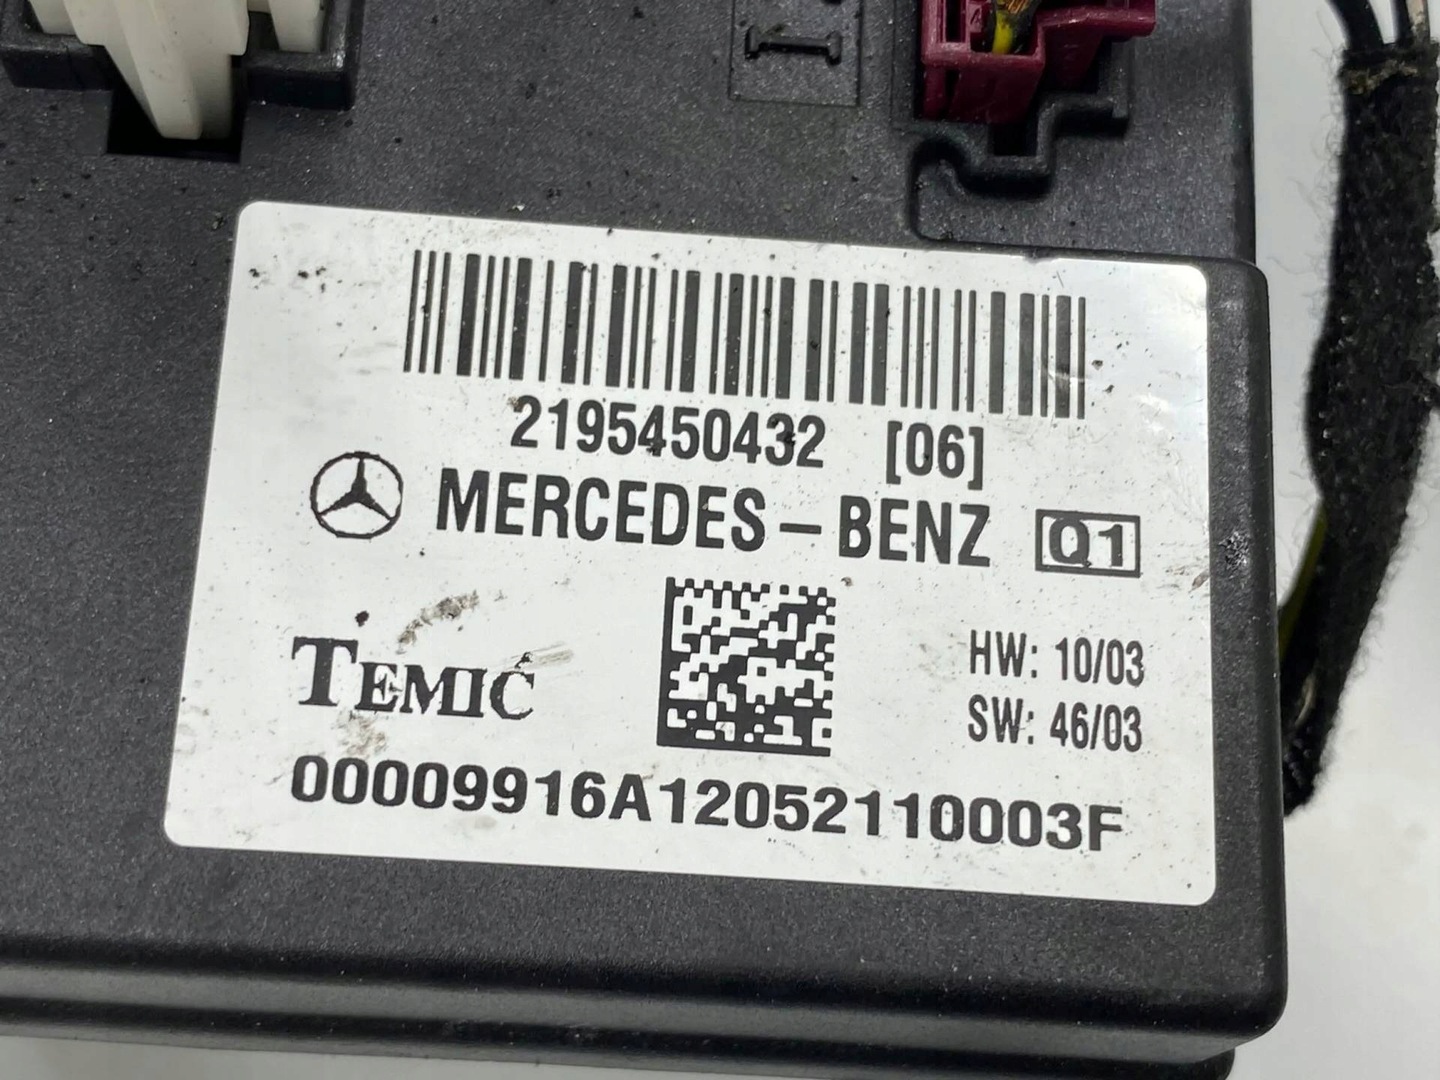 I
2195450432 [06]
MERCEDES-BENZ Q1
TEMIC
HW: 10/03
SW: 46/03
00009916A12052110003F